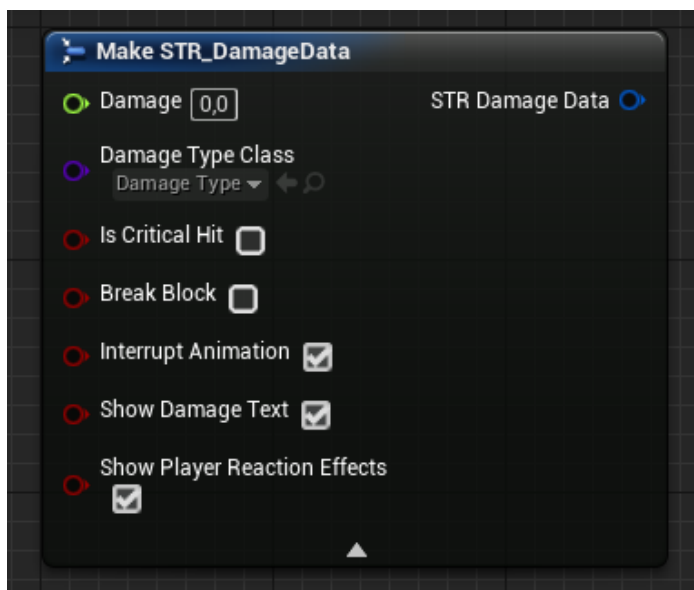 Make STR_DamageData
Damage 0,0 STR Damage Data
Damage Type Class
Damage Type
Is Critical Hit
Break Block
Interrupt Animation
Show Damage Text
Show Player Reaction Effects